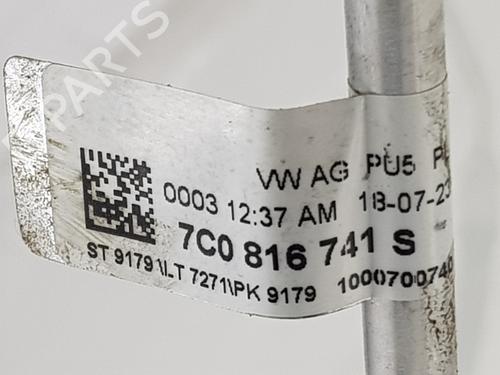 PARTS
VW AG PU5
0003 12:37 AM 18-07-23
7C0 816 741 S
ST 9179\LT 7271\PK 9179 1000700740